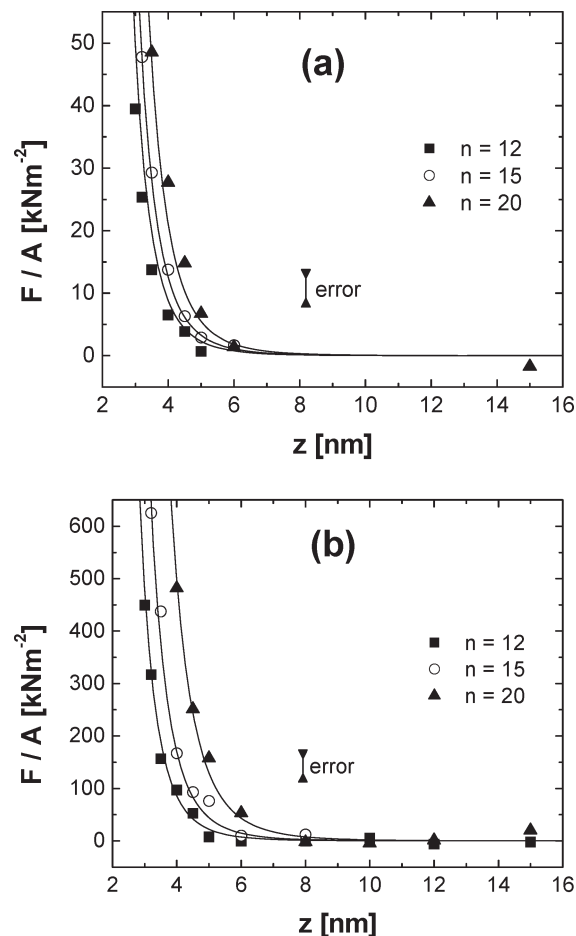 (a)
50
40
30
20
10
0
F / A [kNm⁻²]
n = 12
n = 15
n = 20
error
2 4 6 8 10 12 14 16
z [nm]
(b)
600
500
400
300
200
100
0
F / A [kNm⁻²]
n = 12
n = 15
n = 20
error
2 4 6 8 10 12 14 16
z [nm]